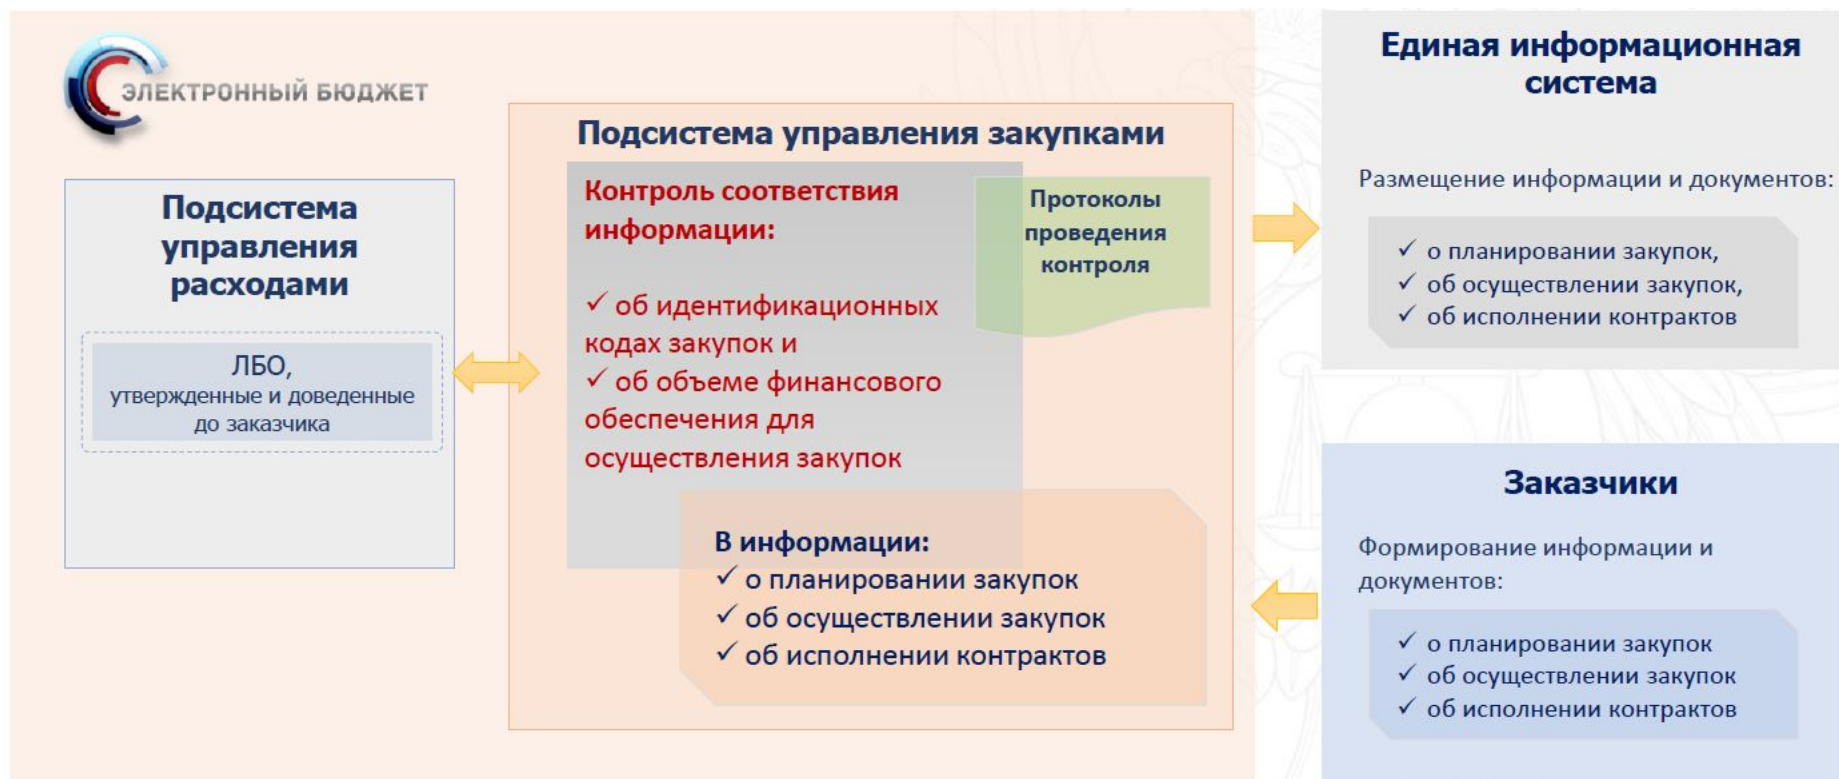 ЭЛЕКТРОННЫЙ БЮДЖЕТ
Подсистема
управления
расходами
ЛБО,
утвержденные и доведенные
до заказчика
Подсистема управления закупками
Контроль соответствия
информации:
✓ об идентификационных
кодах закупок и
✓ об объеме финансового
обеспечения для
осуществления закупок
Протоколы
проведения
контроля
В информации:
✓ о планировании закупок
✓ об осуществлении закупок
✓ об исполнении контрактов
Единая информационная
система
Размещение информации и документов:
✓ о планировании закупок,
✓ об осуществлении закупок,
✓ об исполнении контрактов
Заказчики
Формирование информации и
документов:
✓ о планировании закупок
✓ об осуществлении закупок
✓ об исполнении контрактов